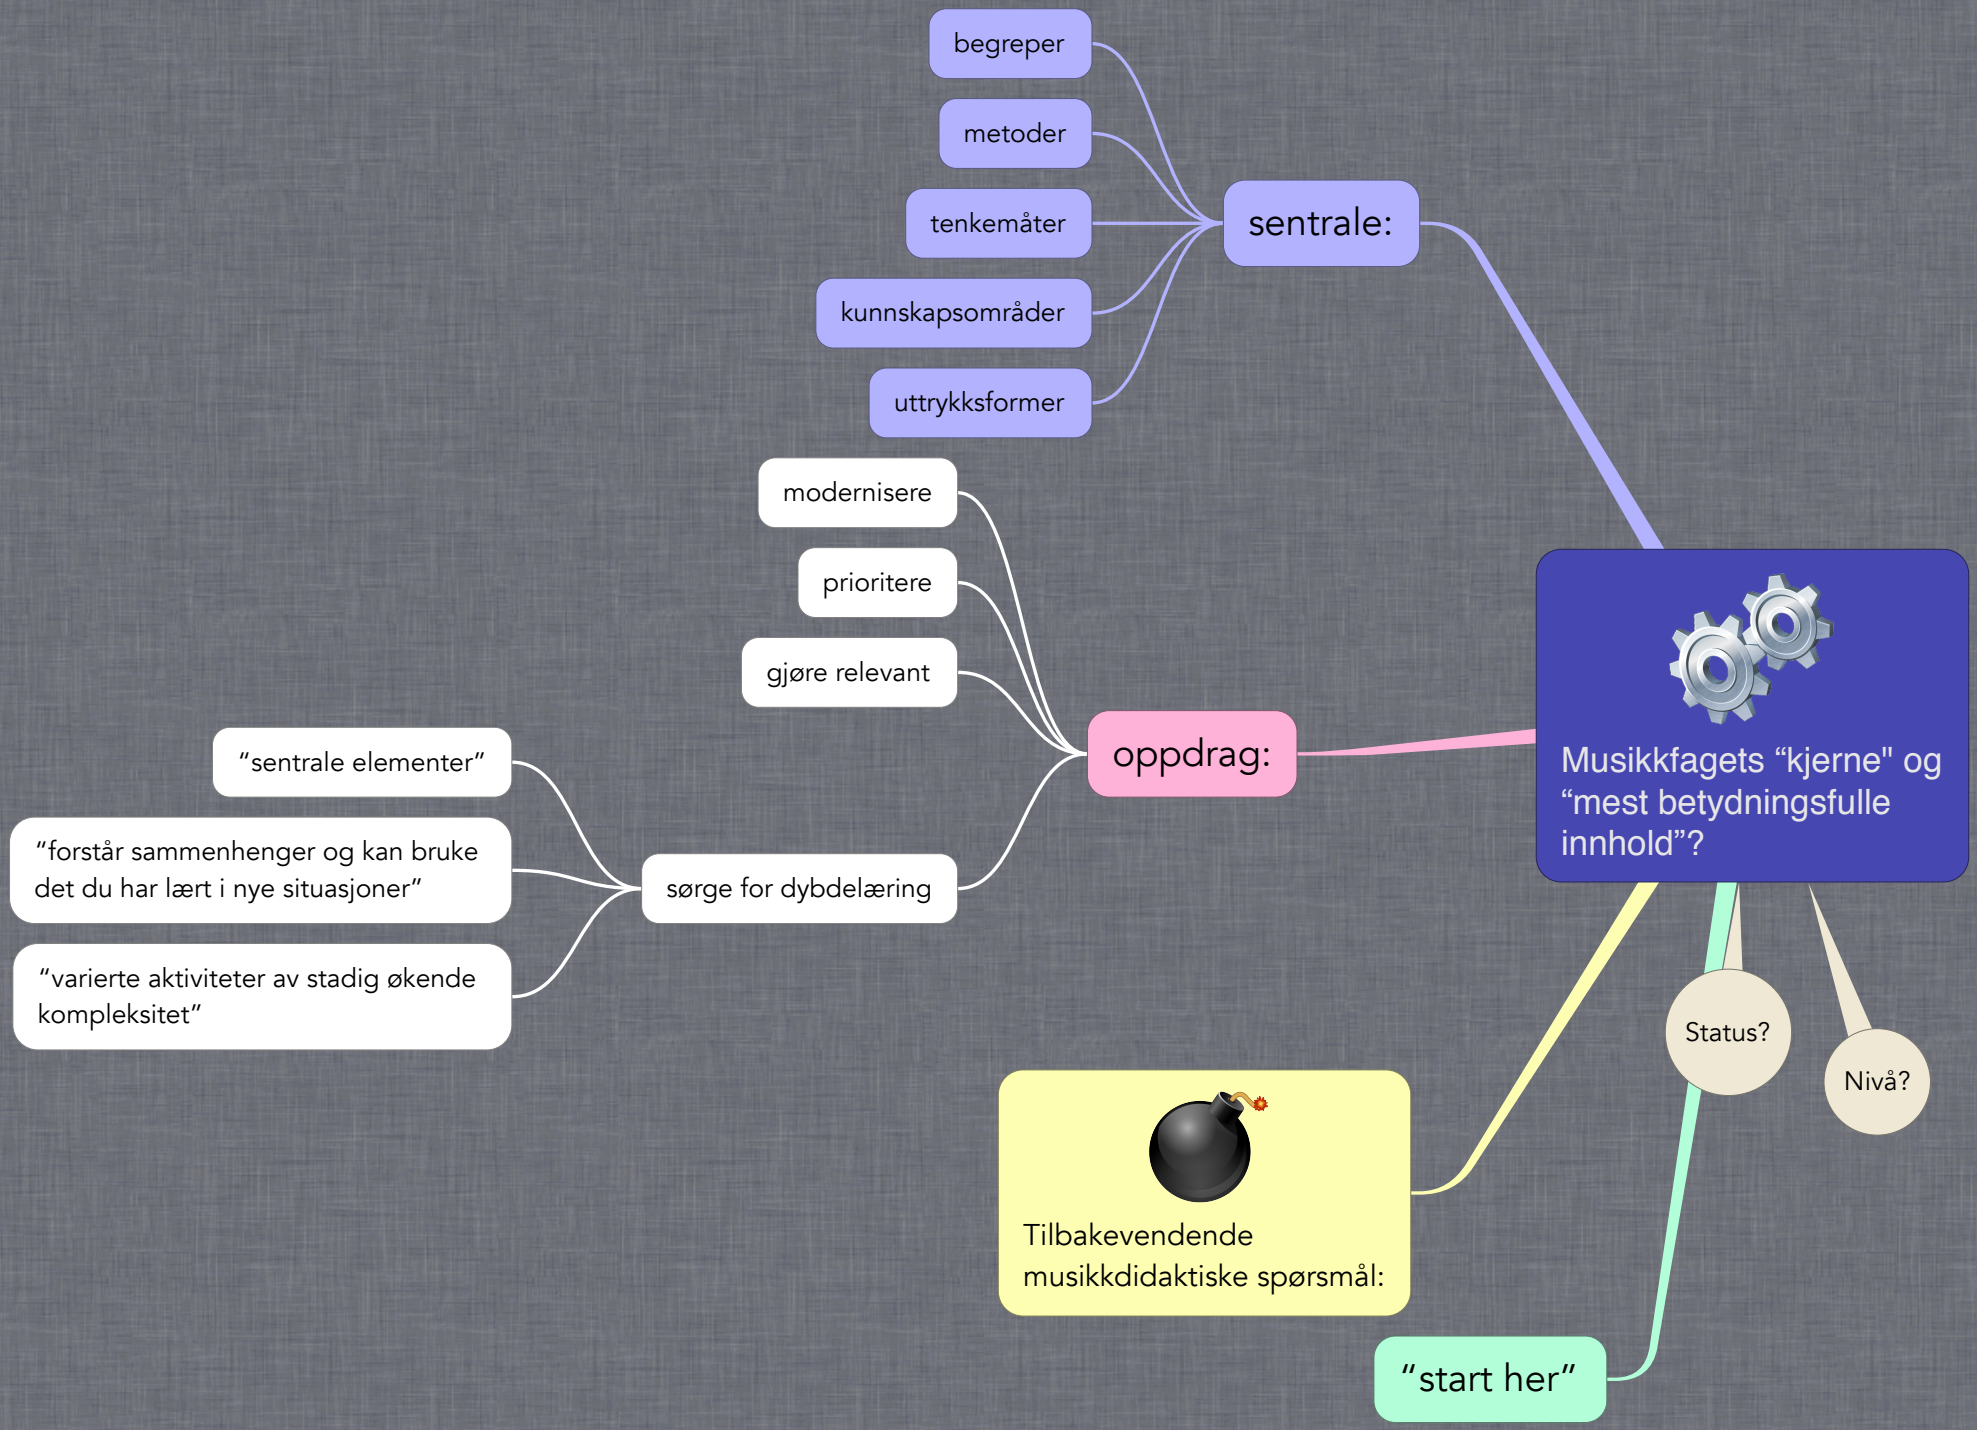 begreper
metoder
tenkemåter
kunnskapsområder
uttrykksformer
sentrale:
modernisere
prioritere
gjøre relevant
“sentrale elementer”
“forstår sammenhenger og kan bruke
det du har lært i nye situasjoner”
“varierte aktiviteter av stadig økende
kompleksitet”
sørge for dybdelæring
oppdrag:
Musikkfagets “kjerne" og
“mest betydningsfulle
innhold”?
Status?
Nivå?
Tilbakevendende
musikkdidaktiske spørsmål:
“start her”